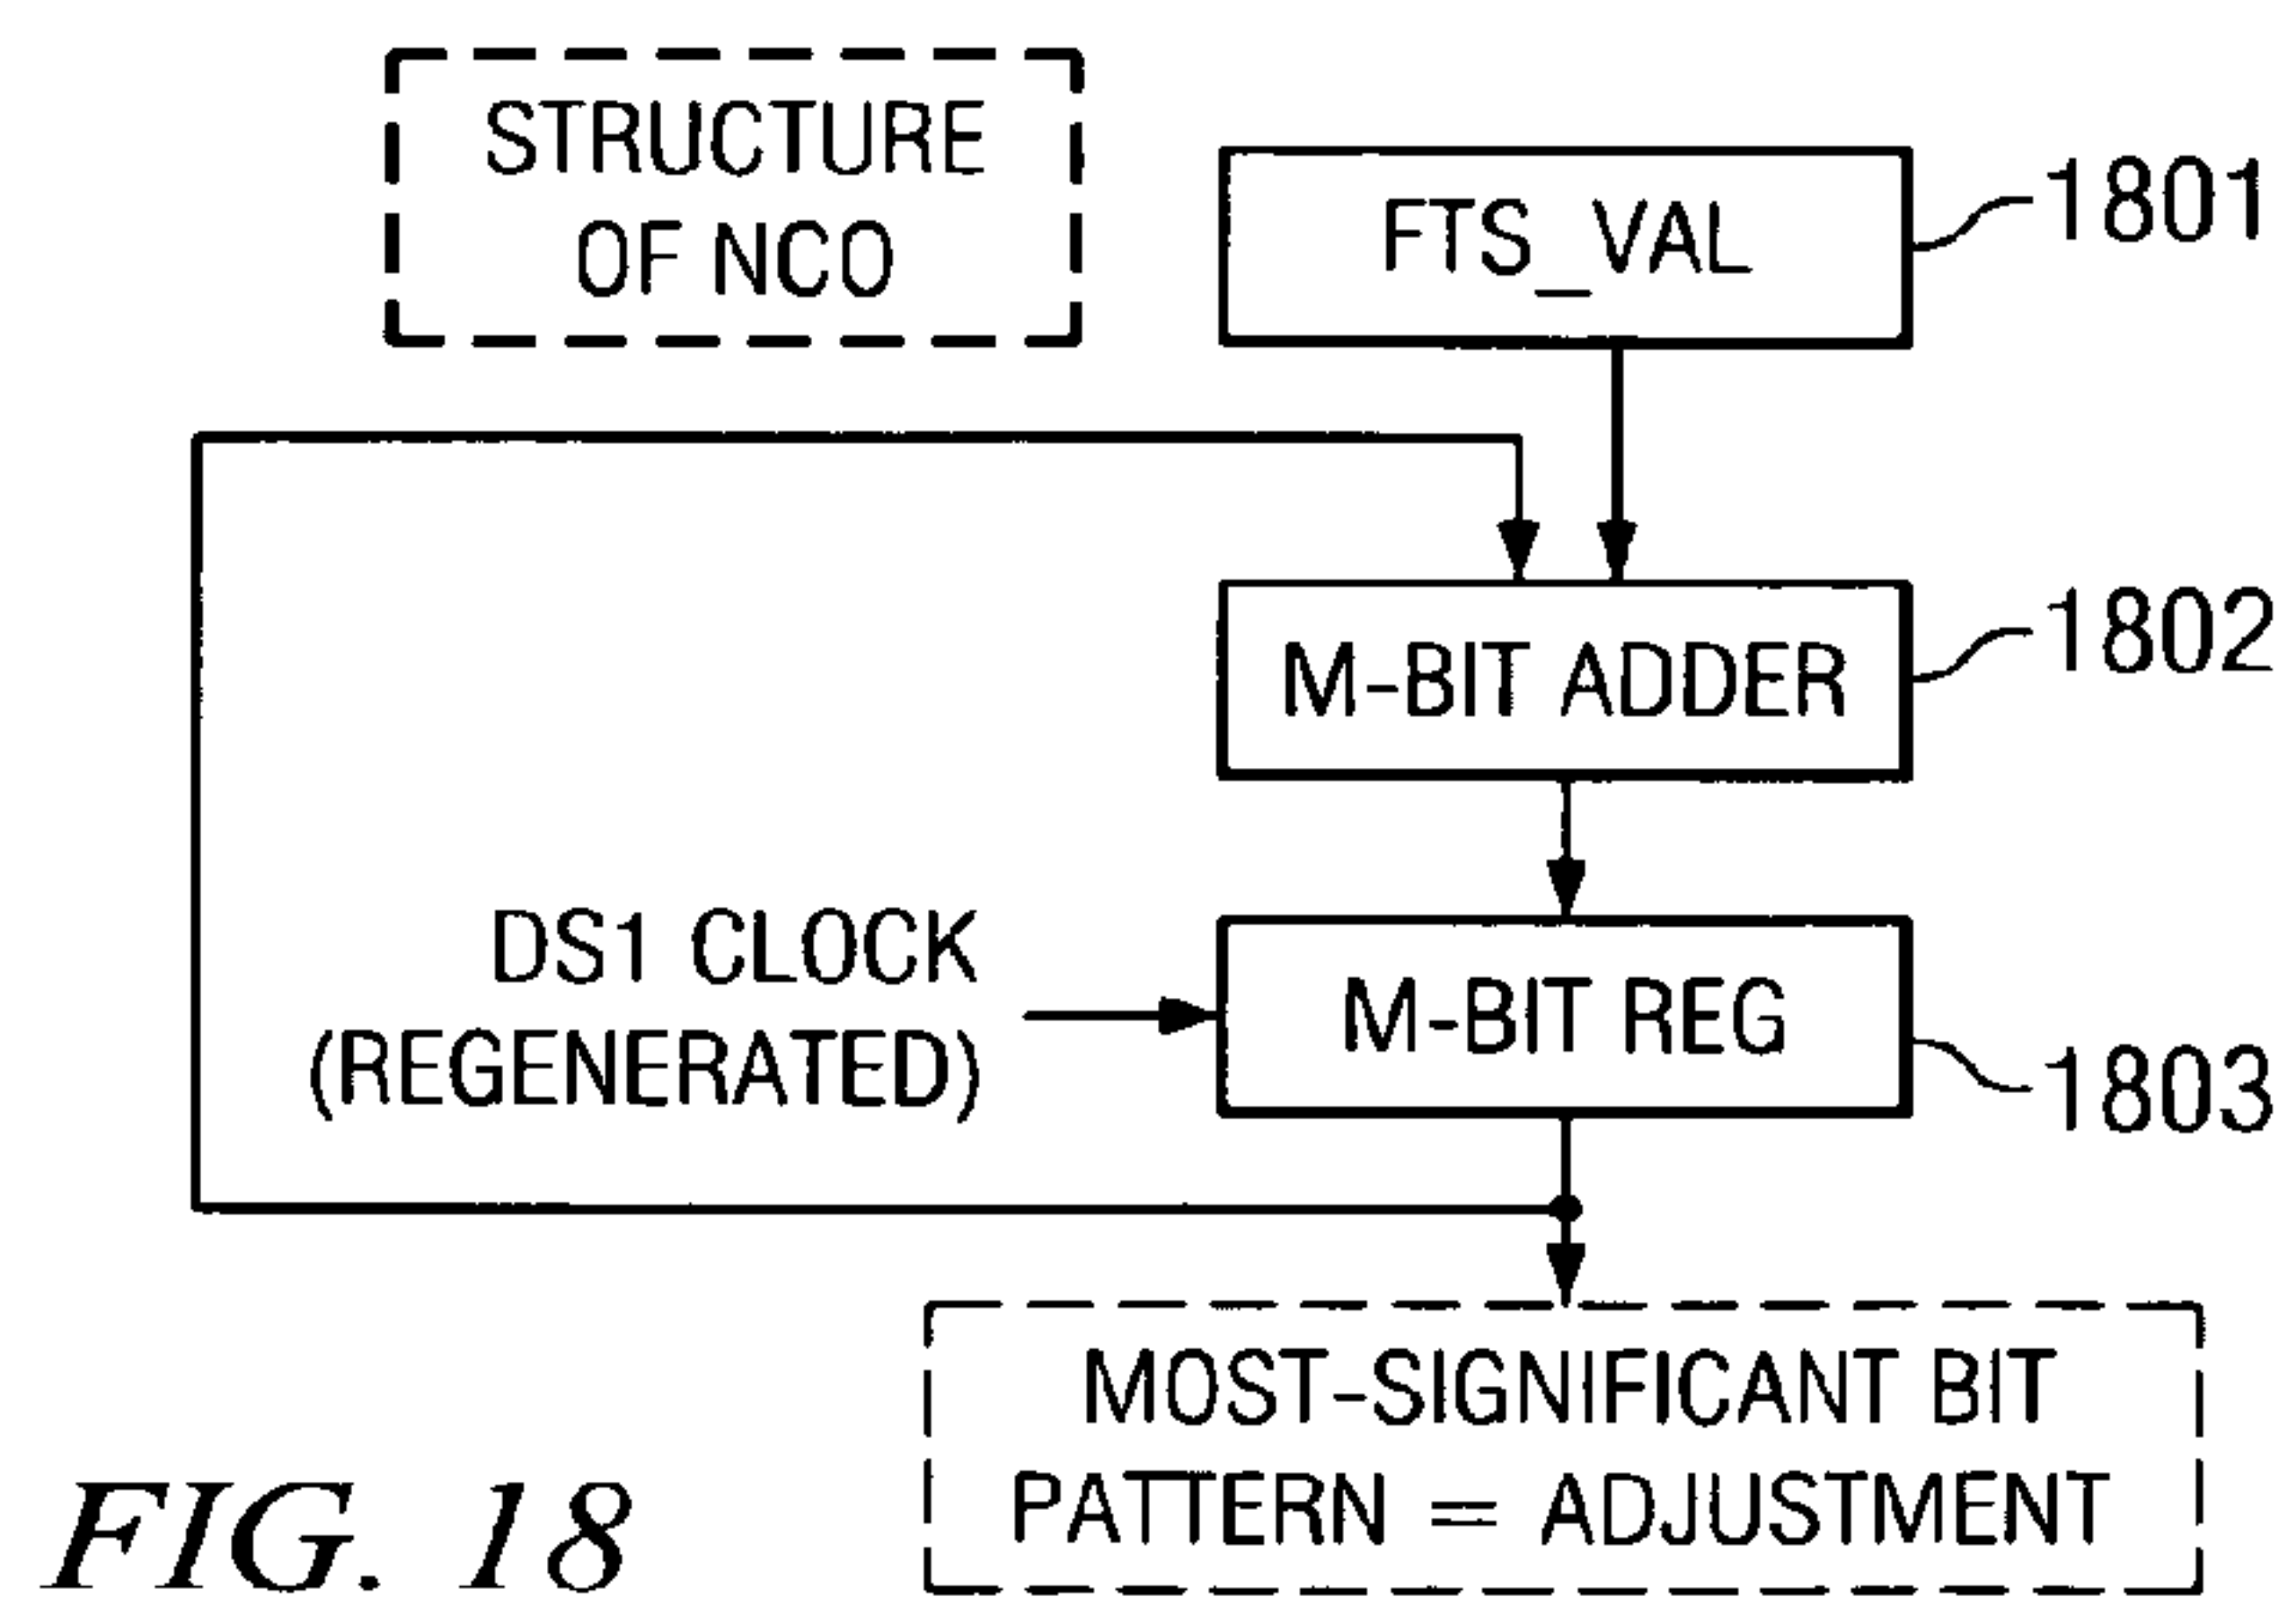 STRUCTURE
OF NCO
FTS_VAL
1801
M-BIT ADDER
1802
DS1 CLOCK
(REGENERATED)
M-BIT REG
1803
MOST-SIGNIFICANT BIT
PATTERN = ADJUSTMENT
FIG. 18